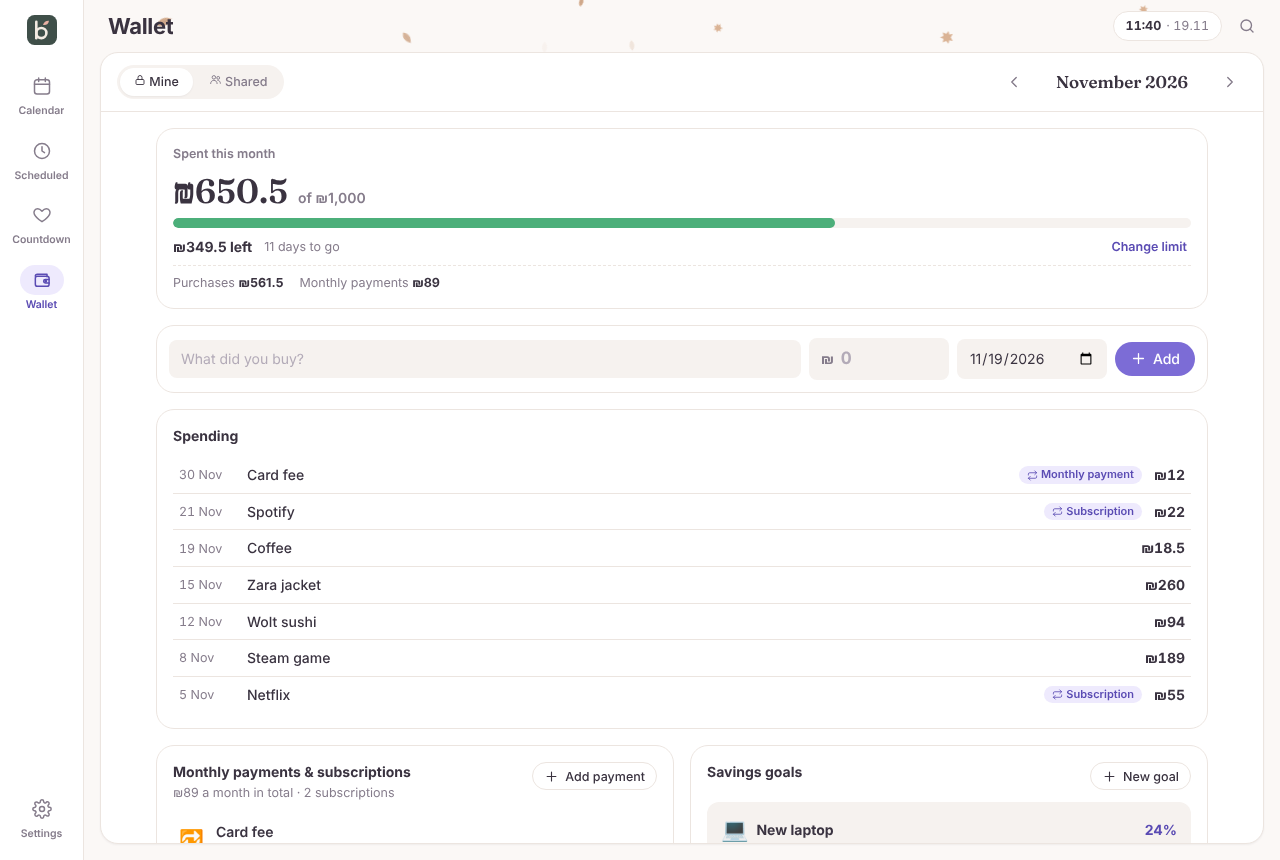 b
Wallet
11:40 · 19.11
Calendar
Scheduled
Countdown
Wallet
Settings
Mine
Shared
November 2026
Spent this month
₪650.5 of ₪1,000
₪349.5 left 11 days to go
Change limit
Purchases ₪561.5 Monthly payments ₪89
What did you buy?
₪ 0
11/19/2026
Add
Spending
30 Nov Card fee Monthly payment ₪12
21 Nov Spotify Subscription ₪22
19 Nov Coffee ₪18.5
15 Nov Zara jacket ₪260
12 Nov Wolt sushi ₪94
8 Nov Steam game ₪189
5 Nov Netflix Subscription ₪55
Monthly payments & subscriptions
Add payment
₪89 a month in total · 2 subscriptions
Card fee
Savings goals
New goal
New laptop 24%